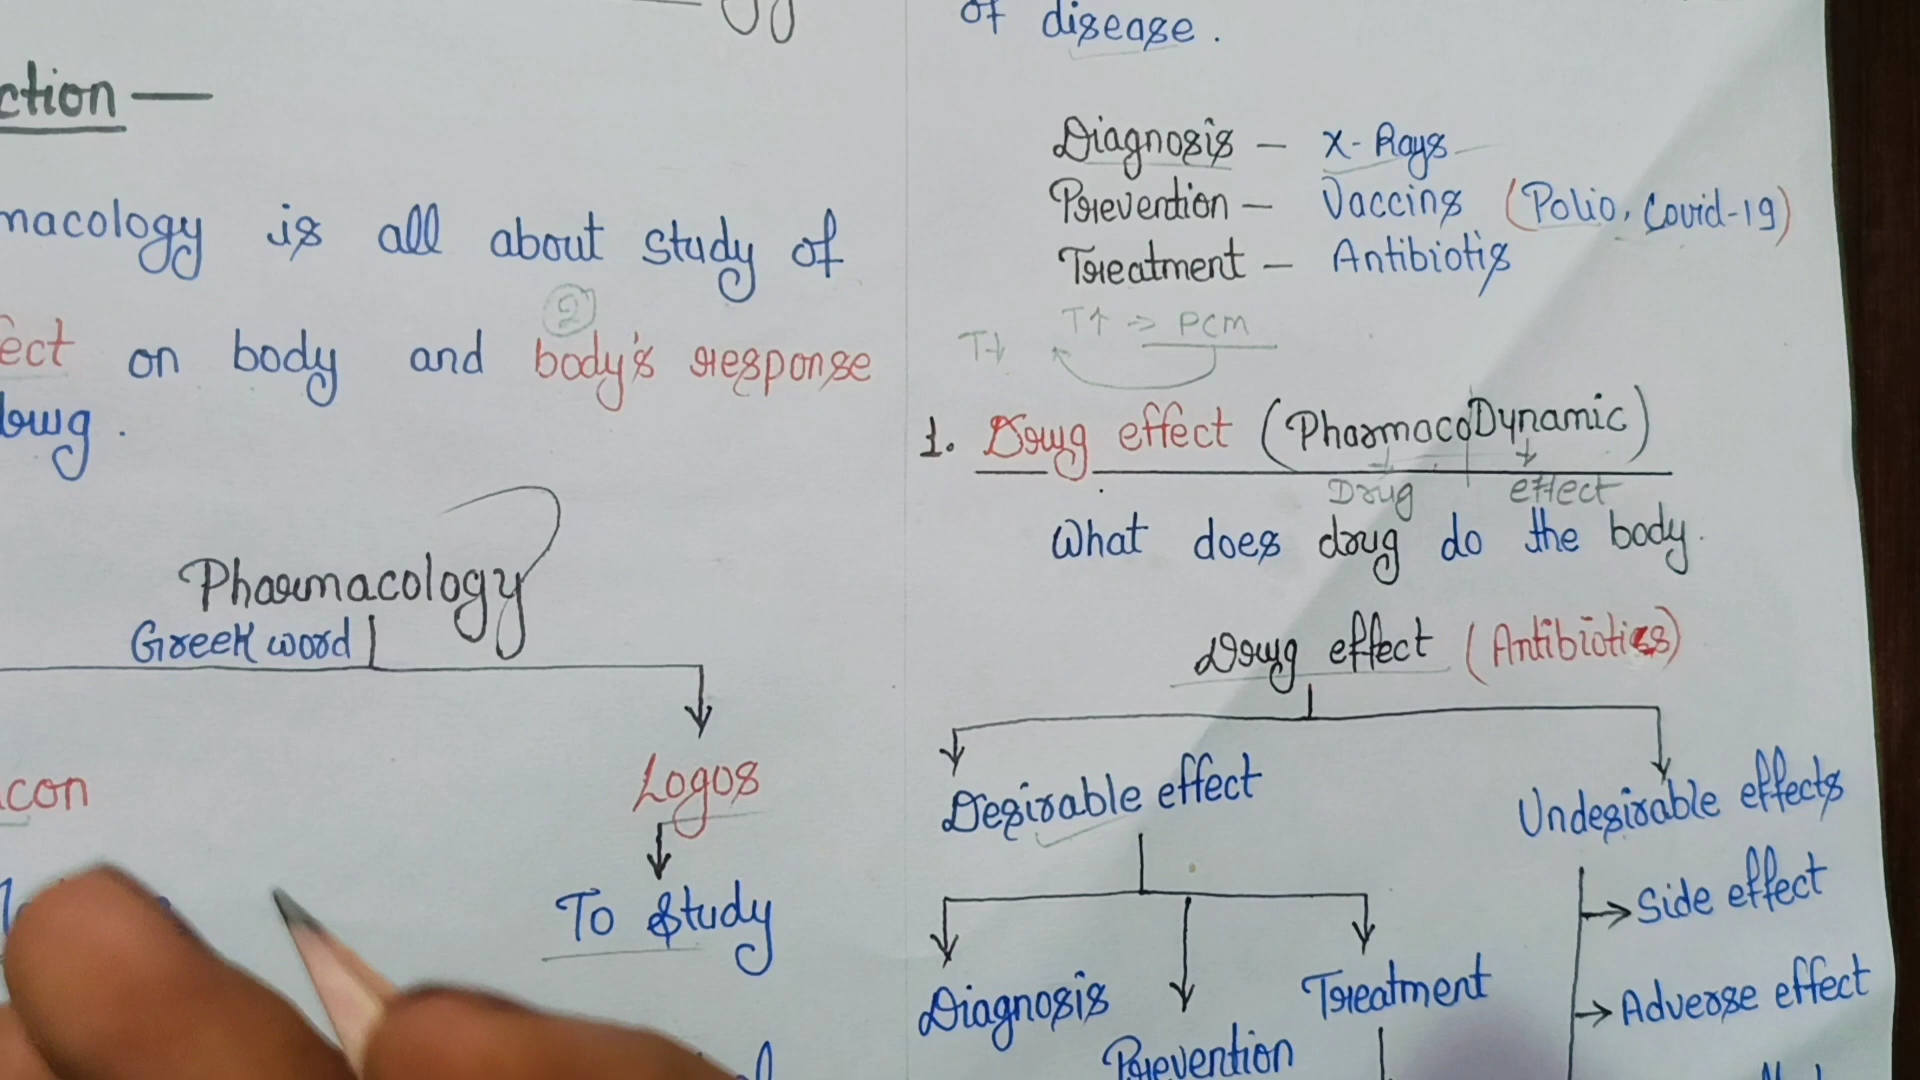 ction —
macology is all about study of
ect on body and body's response
2
drug.
Pharmacology
Greek word
con
Logos
To study
of disease.
Diagnosis — X-Rays
Prevention — Vaccins (Polio, Covid-19)
Treatment — Antibiotis
T↑ → PCM
T↓
1. Drug effect (PharmacoDynamic)
Drug effect
What does drug do the body.
Drug effect (Antibiotics)
Desirable effect
Undesirable effects
→ Side effect
→ Adverse effect
Diagnosis
Prevention
Treatment